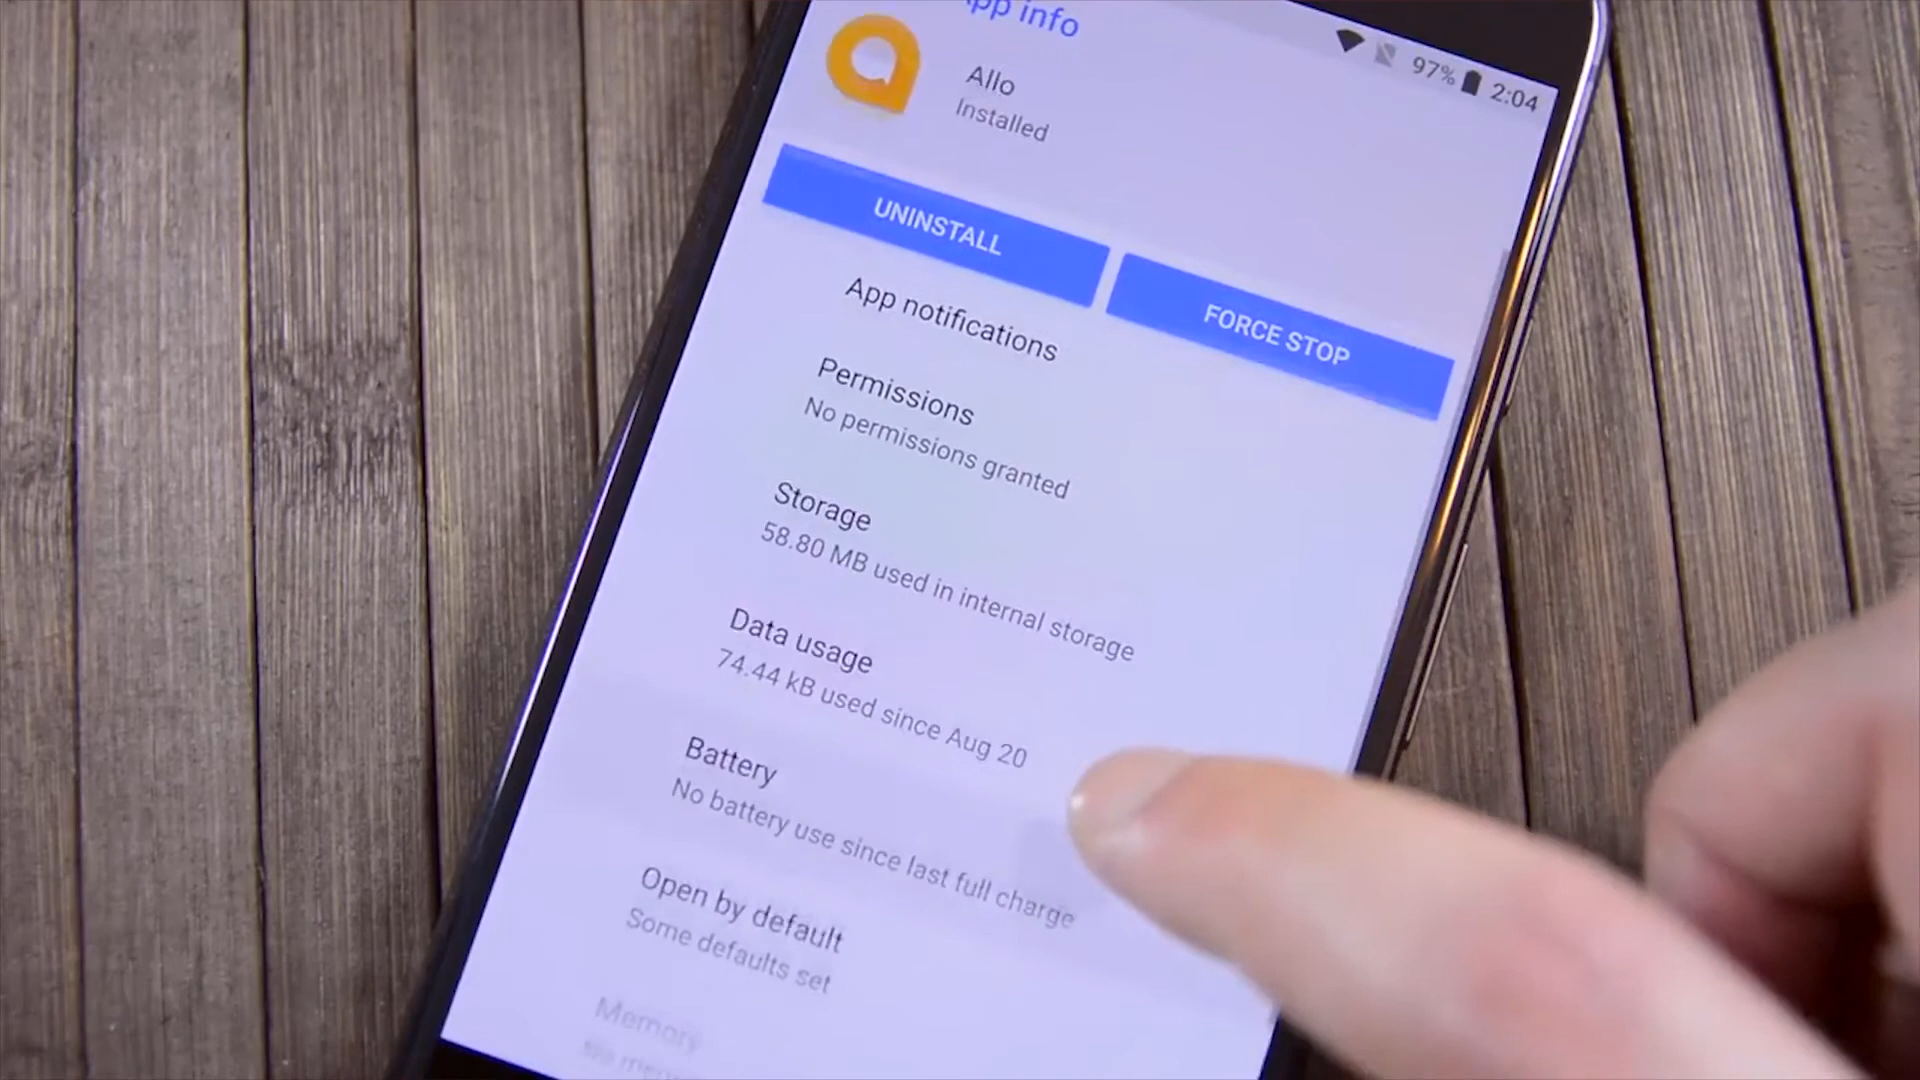 App info
97% 2:04
Allo
Installed
UNINSTALL
FORCE STOP
App notifications
Permissions
No permissions granted
Storage
58.80 MB used in internal storage
Data usage
74.44 kB used since Aug 20
Battery
No battery use since last full charge
Open by default
Some defaults set
Memory